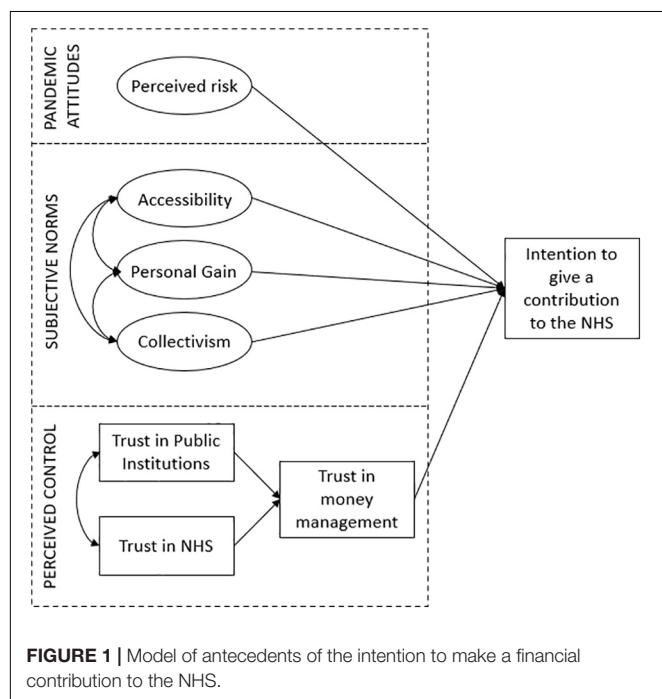 PANDEMIC
ATTITUDES
Perceived risk
SUBJECTIVE NORMS
Accessibility
Personal Gain
Collectivism
PERCEIVED CONTROL
Trust in Public
Institutions
Trust in NHS
Trust in
money
management
Intention to
give a
contribution
to the NHS
FIGURE 1 | Model of antecedents of the intention to make a financial
contribution to the NHS.